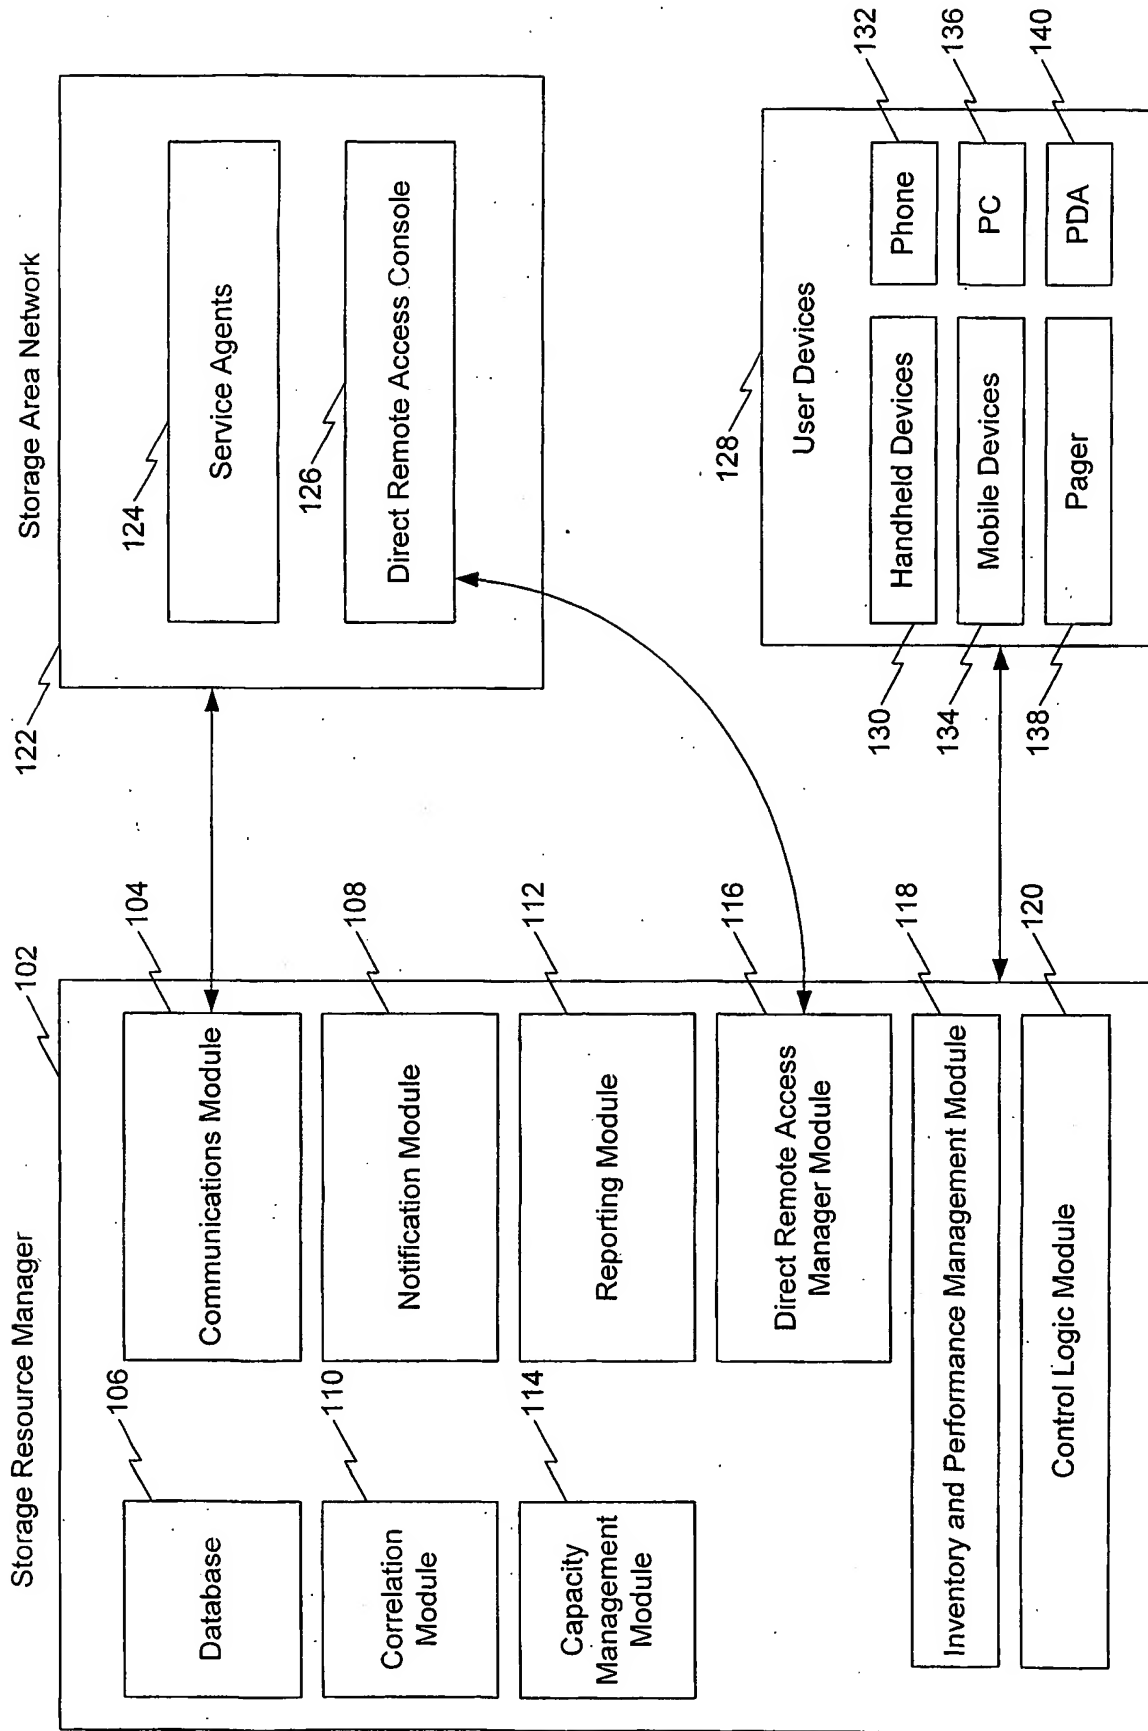 Storage Resource Manager
102
106
Database
104
Communications Module
110
Correlation
Module
108
Notification Module
114
Capacity
Management
Module
112
Reporting Module
116
Direct Remote Access
Manager Module
118
Inventory and Performance Management Module
120
Control Logic Module
Storage Area Network
122
124
Service Agents
126
Direct Remote Access Console
128
User Devices
130
Handheld Devices
132
Phone
134
Mobile Devices
136
PC
138
Pager
140
PDA